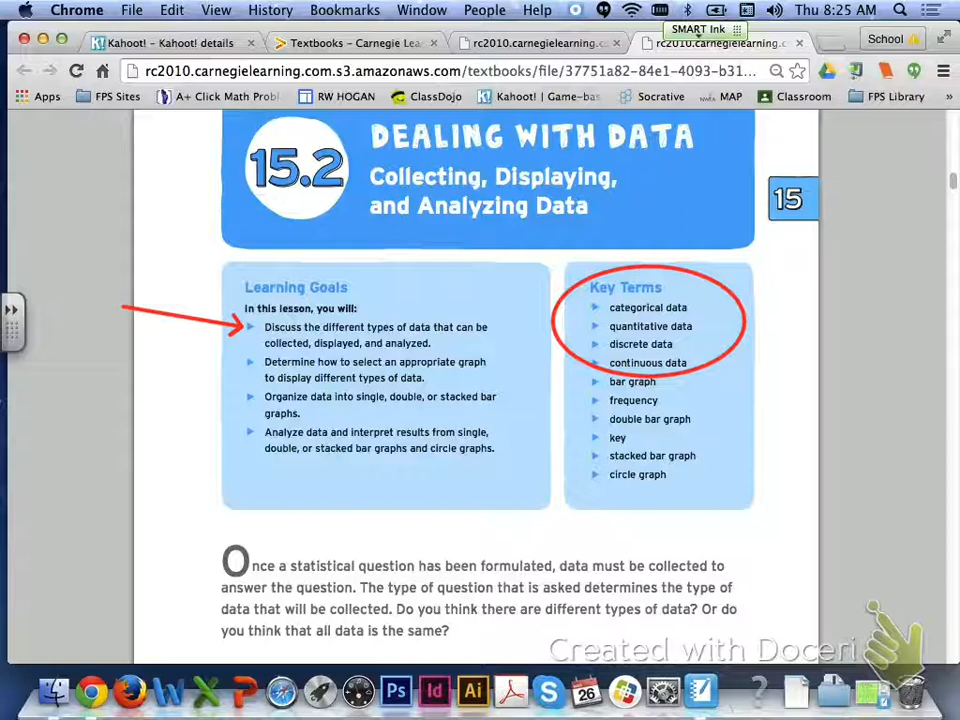 Chrome File Edit View History Bookmarks Window People Help Thu 8:25 AM
SMART Ink
Kahoot! - Kahoot! details
Textbooks - Carnegie Lea
rc2010.carnegielearning.c
rc2010.carnegielearning.c
School
rc2010.carnegielearning.com.s3.amazonaws.com/textbooks/file/37751a82-84e1-4093-b31...
Apps FPS Sites A+ Click Math Probl RW HOGAN ClassDojo Kahoot! | Game-bas Socrative MAP Classroom FPS Library »
15.2
DEALING WITH DATA
Collecting, Displaying,
and Analyzing Data
15
Learning Goals
In this lesson, you will:
Discuss the different types of data that can be
collected, displayed, and analyzed.
Determine how to select an appropriate graph
to display different types of data.
Organize data into single, double, or stacked bar
graphs.
Analyze data and interpret results from single,
double, or stacked bar graphs and circle graphs.
Key Terms
categorical data
quantitative data
discrete data
continuous data
bar graph
frequency
double bar graph
key
stacked bar graph
circle graph
Once a statistical question has been formulated, data must be collected to
answer the question. The type of question that is asked determines the type of
data that will be collected. Do you think there are different types of data? Or do
you think that all data is the same?
Created with Doceri
Ps Id Ai
26